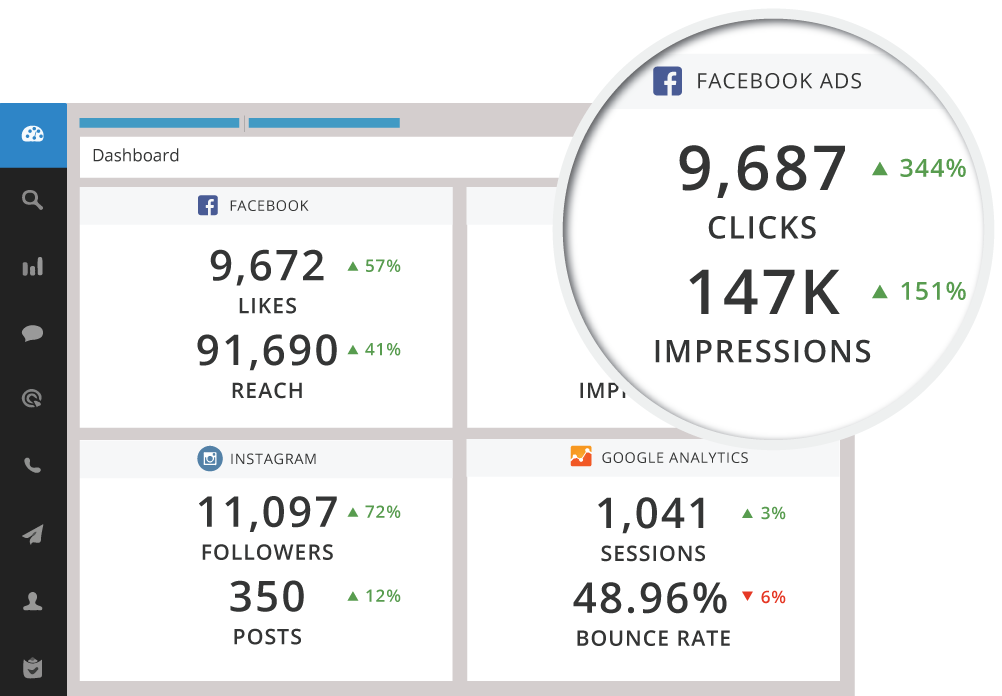 FACEBOOK ADS
9,687 ▲ 344%
CLICKS
147K ▲ 151%
IMPRESSIONS
Dashboard
FACEBOOK
9,672 ▲ 57%
LIKES
91,690 ▲ 41%
REACH
IMP
INSTAGRAM
11,097 ▲ 72%
FOLLOWERS
350 ▲ 12%
POSTS
GOOGLE ANALYTICS
1,041 ▲ 3%
SESSIONS
48.96% ▼ 6%
BOUNCE RATE